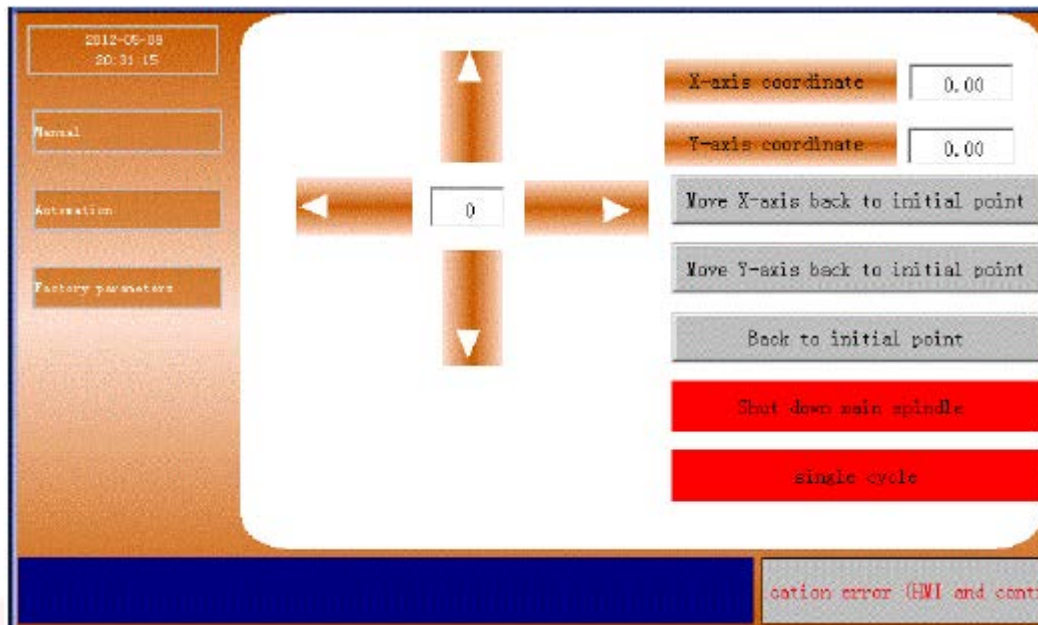 2012-05-08
20:31:15
Manual
Automation
Factory parameters
0
X-axis coordinate 0.00
Y-axis coordinate 0.00
Move X-axis back to initial point
Move Y-axis back to initial point
Back to initial point
Shut down main spindle
single cycle
cation error (HMI and cont